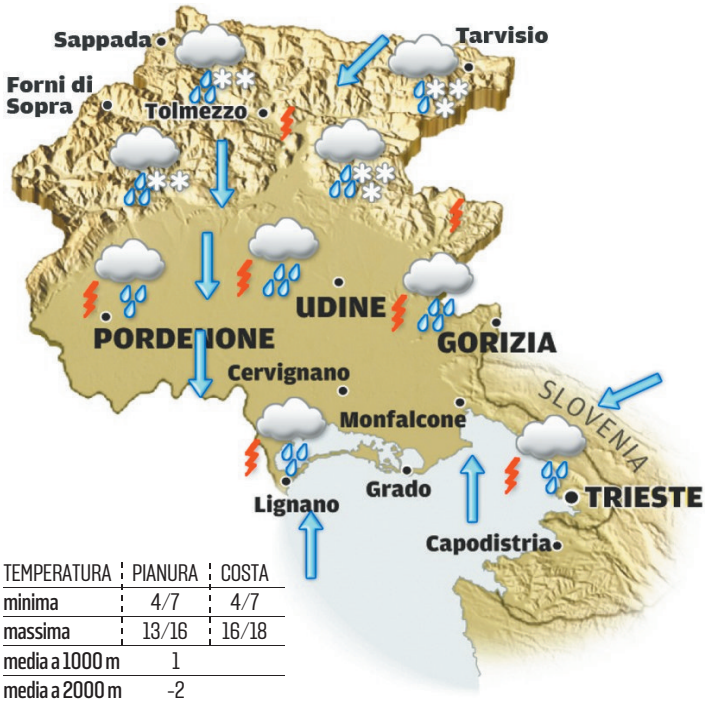 Sappada
Tarvisio
Forni di
Sopra
Tolmezzo
UDINE
PORDENONE
GORIZIA
Cervignano
SLOVENIA
Monfalcone
Grado
Lignano
TRIESTE
Capodistria
TEMPERATURA PIANURA COSTA
minima 4/7 4/7
massima 13/16 16/18
media a 1000 m 1
media a 2000 m -2